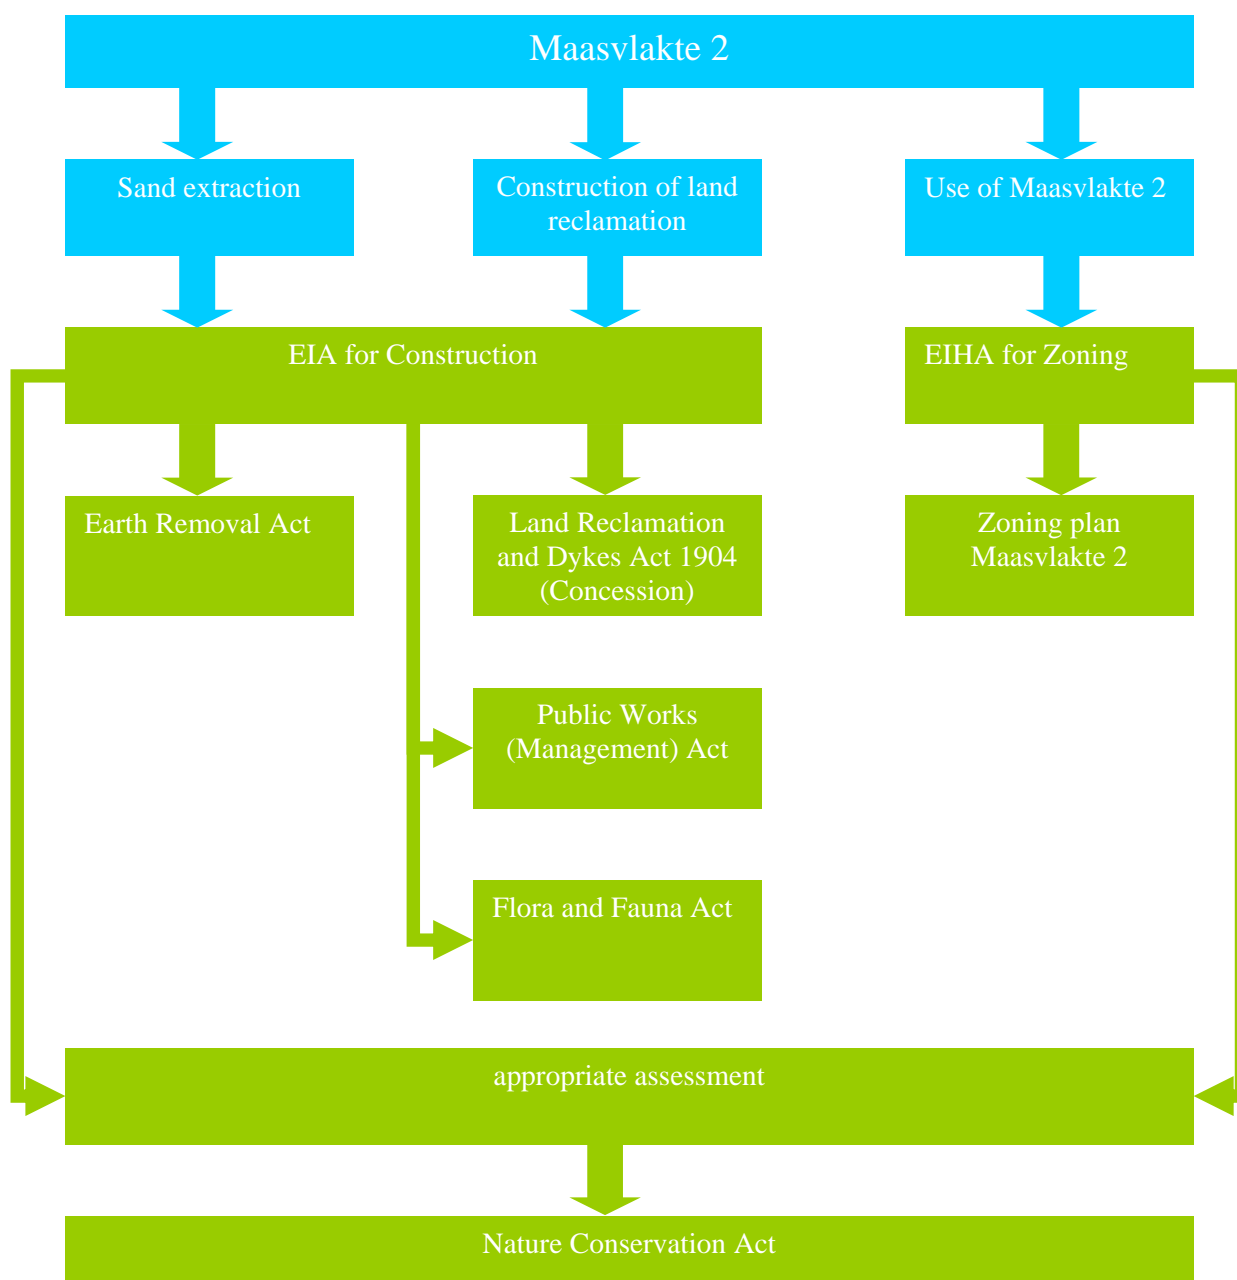 Maasvlakte 2
Sand extraction
Construction of land
reclamation
Use of Maasvlakte 2
EIA for Construction
EIHA for Zoning
Earth Removal Act
Land Reclamation
and Dykes Act 1904
(Concession)
Zoning plan
Maasvlakte 2
Public Works
(Management) Act
Flora and Fauna Act
appropriate assessment
Nature Conservation Act